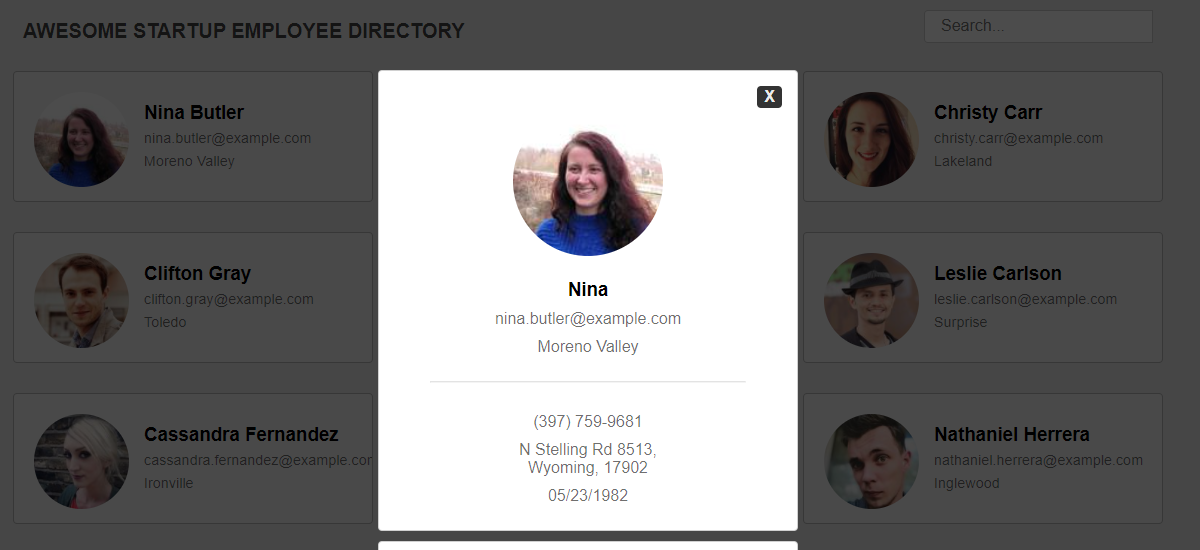 AWESOME STARTUP EMPLOYEE DIRECTORY
Search...
Nina Butler
nina.butler@example.com
Moreno Valley
X
Nina
nina.butler@example.com
Moreno Valley
(397) 759-9681
N Stelling Rd 8513,
Wyoming, 17902
05/23/1982
Christy Carr
christy.carr@example.com
Lakeland
Clifton Gray
clifton.gray@example.com
Toledo
Leslie Carlson
leslie.carlson@example.com
Surprise
Cassandra Fernandez
cassandra.fernandez@example.cor
Ironville
Nathaniel Herrera
nathaniel.herrera@example.com
Inglewood